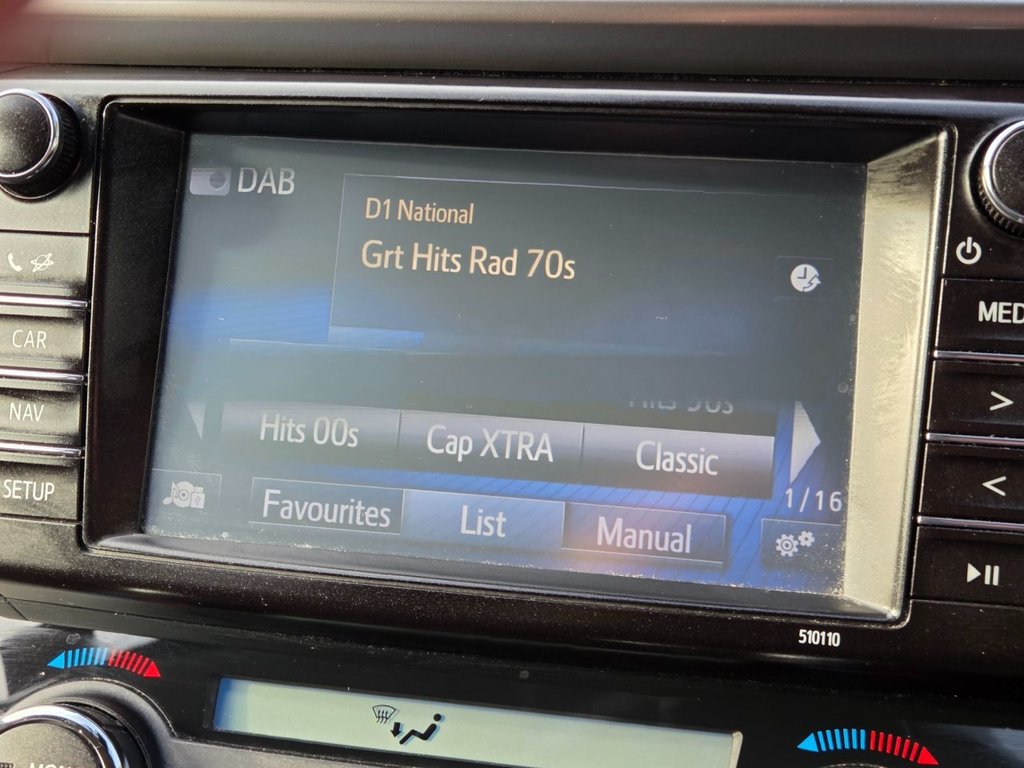 DAB
D1 National
Grt Hits Rad 70s
CAR
NAV
SETUP
MED
>
<
Hits 00s Cap XTRA Classic
1/16
Favourites List Manual
510110